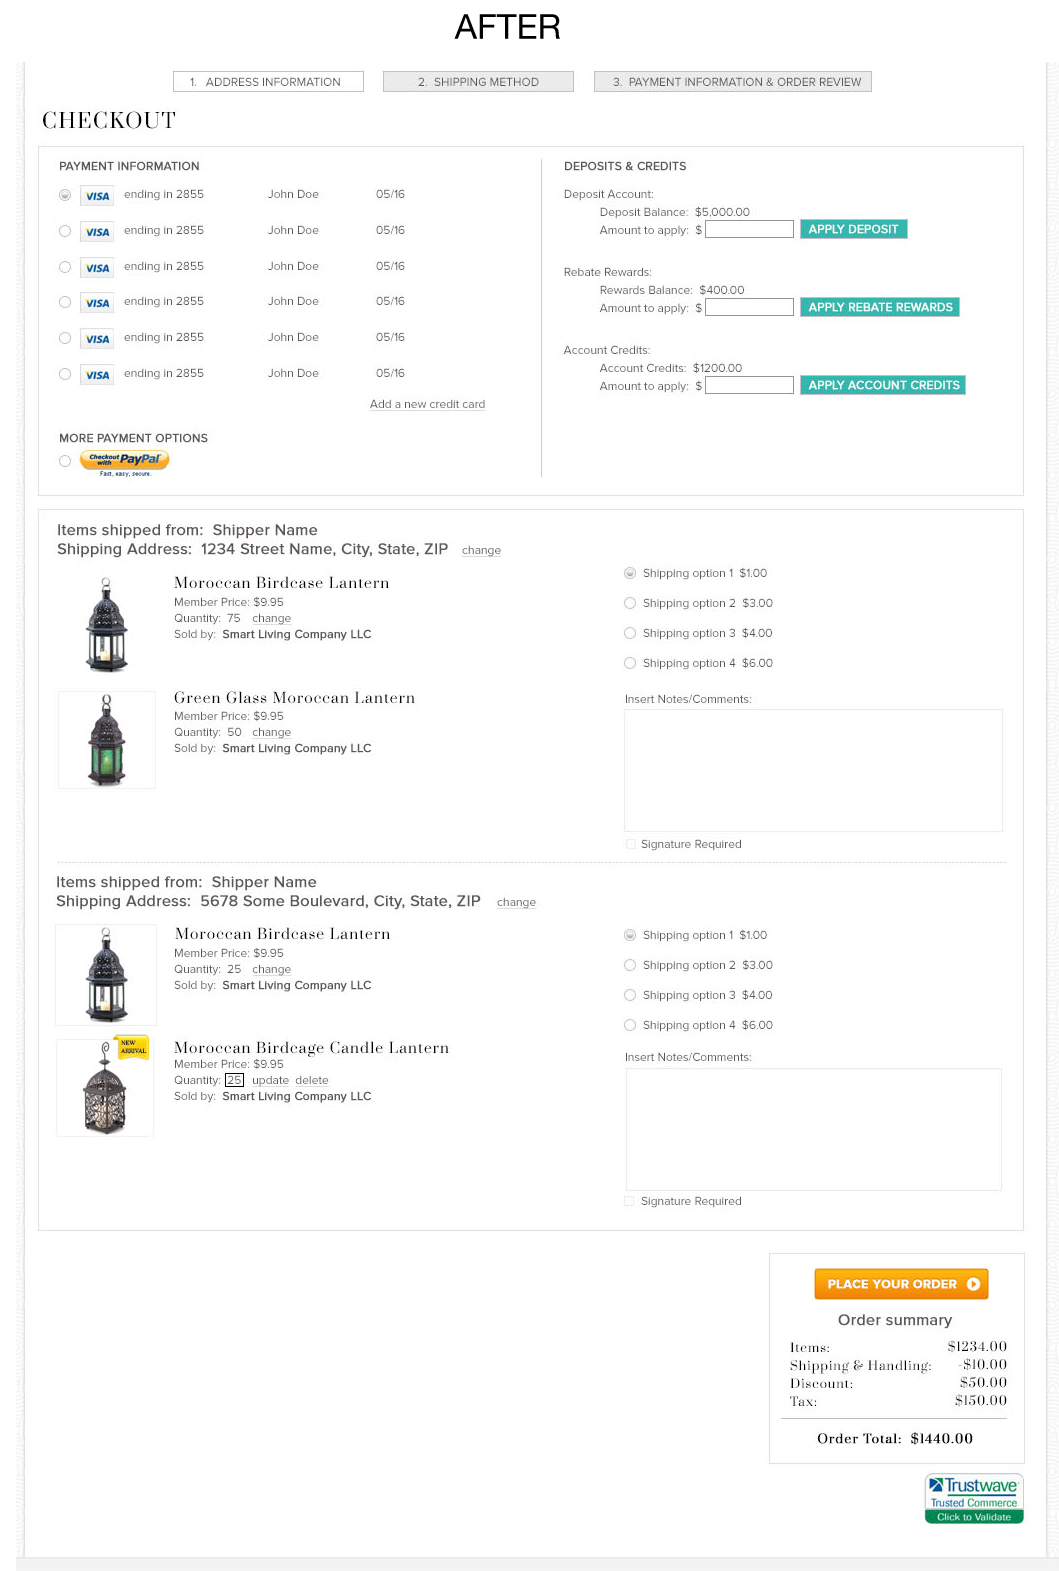 AFTER
1. ADDRESS INFORMATION
2. SHIPPING METHOD
3. PAYMENT INFORMATION & ORDER REVIEW
CHECKOUT
PAYMENT INFORMATION
VISA ending in 2855 John Doe 05/16
VISA ending in 2855 John Doe 05/16
VISA ending in 2855 John Doe 05/16
VISA ending in 2855 John Doe 05/16
VISA ending in 2855 John Doe 05/16
VISA ending in 2855 John Doe 05/16
Add a new credit card
MORE PAYMENT OPTIONS
Checkout with PayPal
Fast, easy, secure.
DEPOSITS & CREDITS
Deposit Account:
Deposit Balance: $5,000.00
Amount to apply: $ APPLY DEPOSIT
Rebate Rewards:
Rewards Balance: $400.00
Amount to apply: $ APPLY REBATE REWARDS
Account Credits:
Account Credits: $1200.00
Amount to apply: $ APPLY ACCOUNT CREDITS
Items shipped from: Shipper Name
Shipping Address: 1234 Street Name, City, State, ZIP change
Moroccan Birdcase Lantern
Member Price: $9.95
Quantity: 75 change
Sold by: Smart Living Company LLC
Green Glass Moroccan Lantern
Member Price: $9.95
Quantity: 50 change
Sold by: Smart Living Company LLC
Shipping option 1 $1.00
Shipping option 2 $3.00
Shipping option 3 $4.00
Shipping option 4 $6.00
Insert Notes/Comments:
Signature Required
Items shipped from: Shipper Name
Shipping Address: 5678 Some Boulevard, City, State, ZIP change
Moroccan Birdcase Lantern
Member Price: $9.95
Quantity: 25 change
Sold by: Smart Living Company LLC
NEW
ARRIVAL
Moroccan Birdcage Candle Lantern
Member Price: $9.95
Quantity: 25 update delete
Sold by: Smart Living Company LLC
Shipping option 1 $1.00
Shipping option 2 $3.00
Shipping option 3 $4.00
Shipping option 4 $6.00
Insert Notes/Comments:
Signature Required
PLACE YOUR ORDER
Order summary
Items: $1234.00
Shipping & Handling: -$10.00
Discount: $50.00
Tax: $150.00
Order Total: $1440.00
Trustwave
Trusted Commerce
Click to Validate